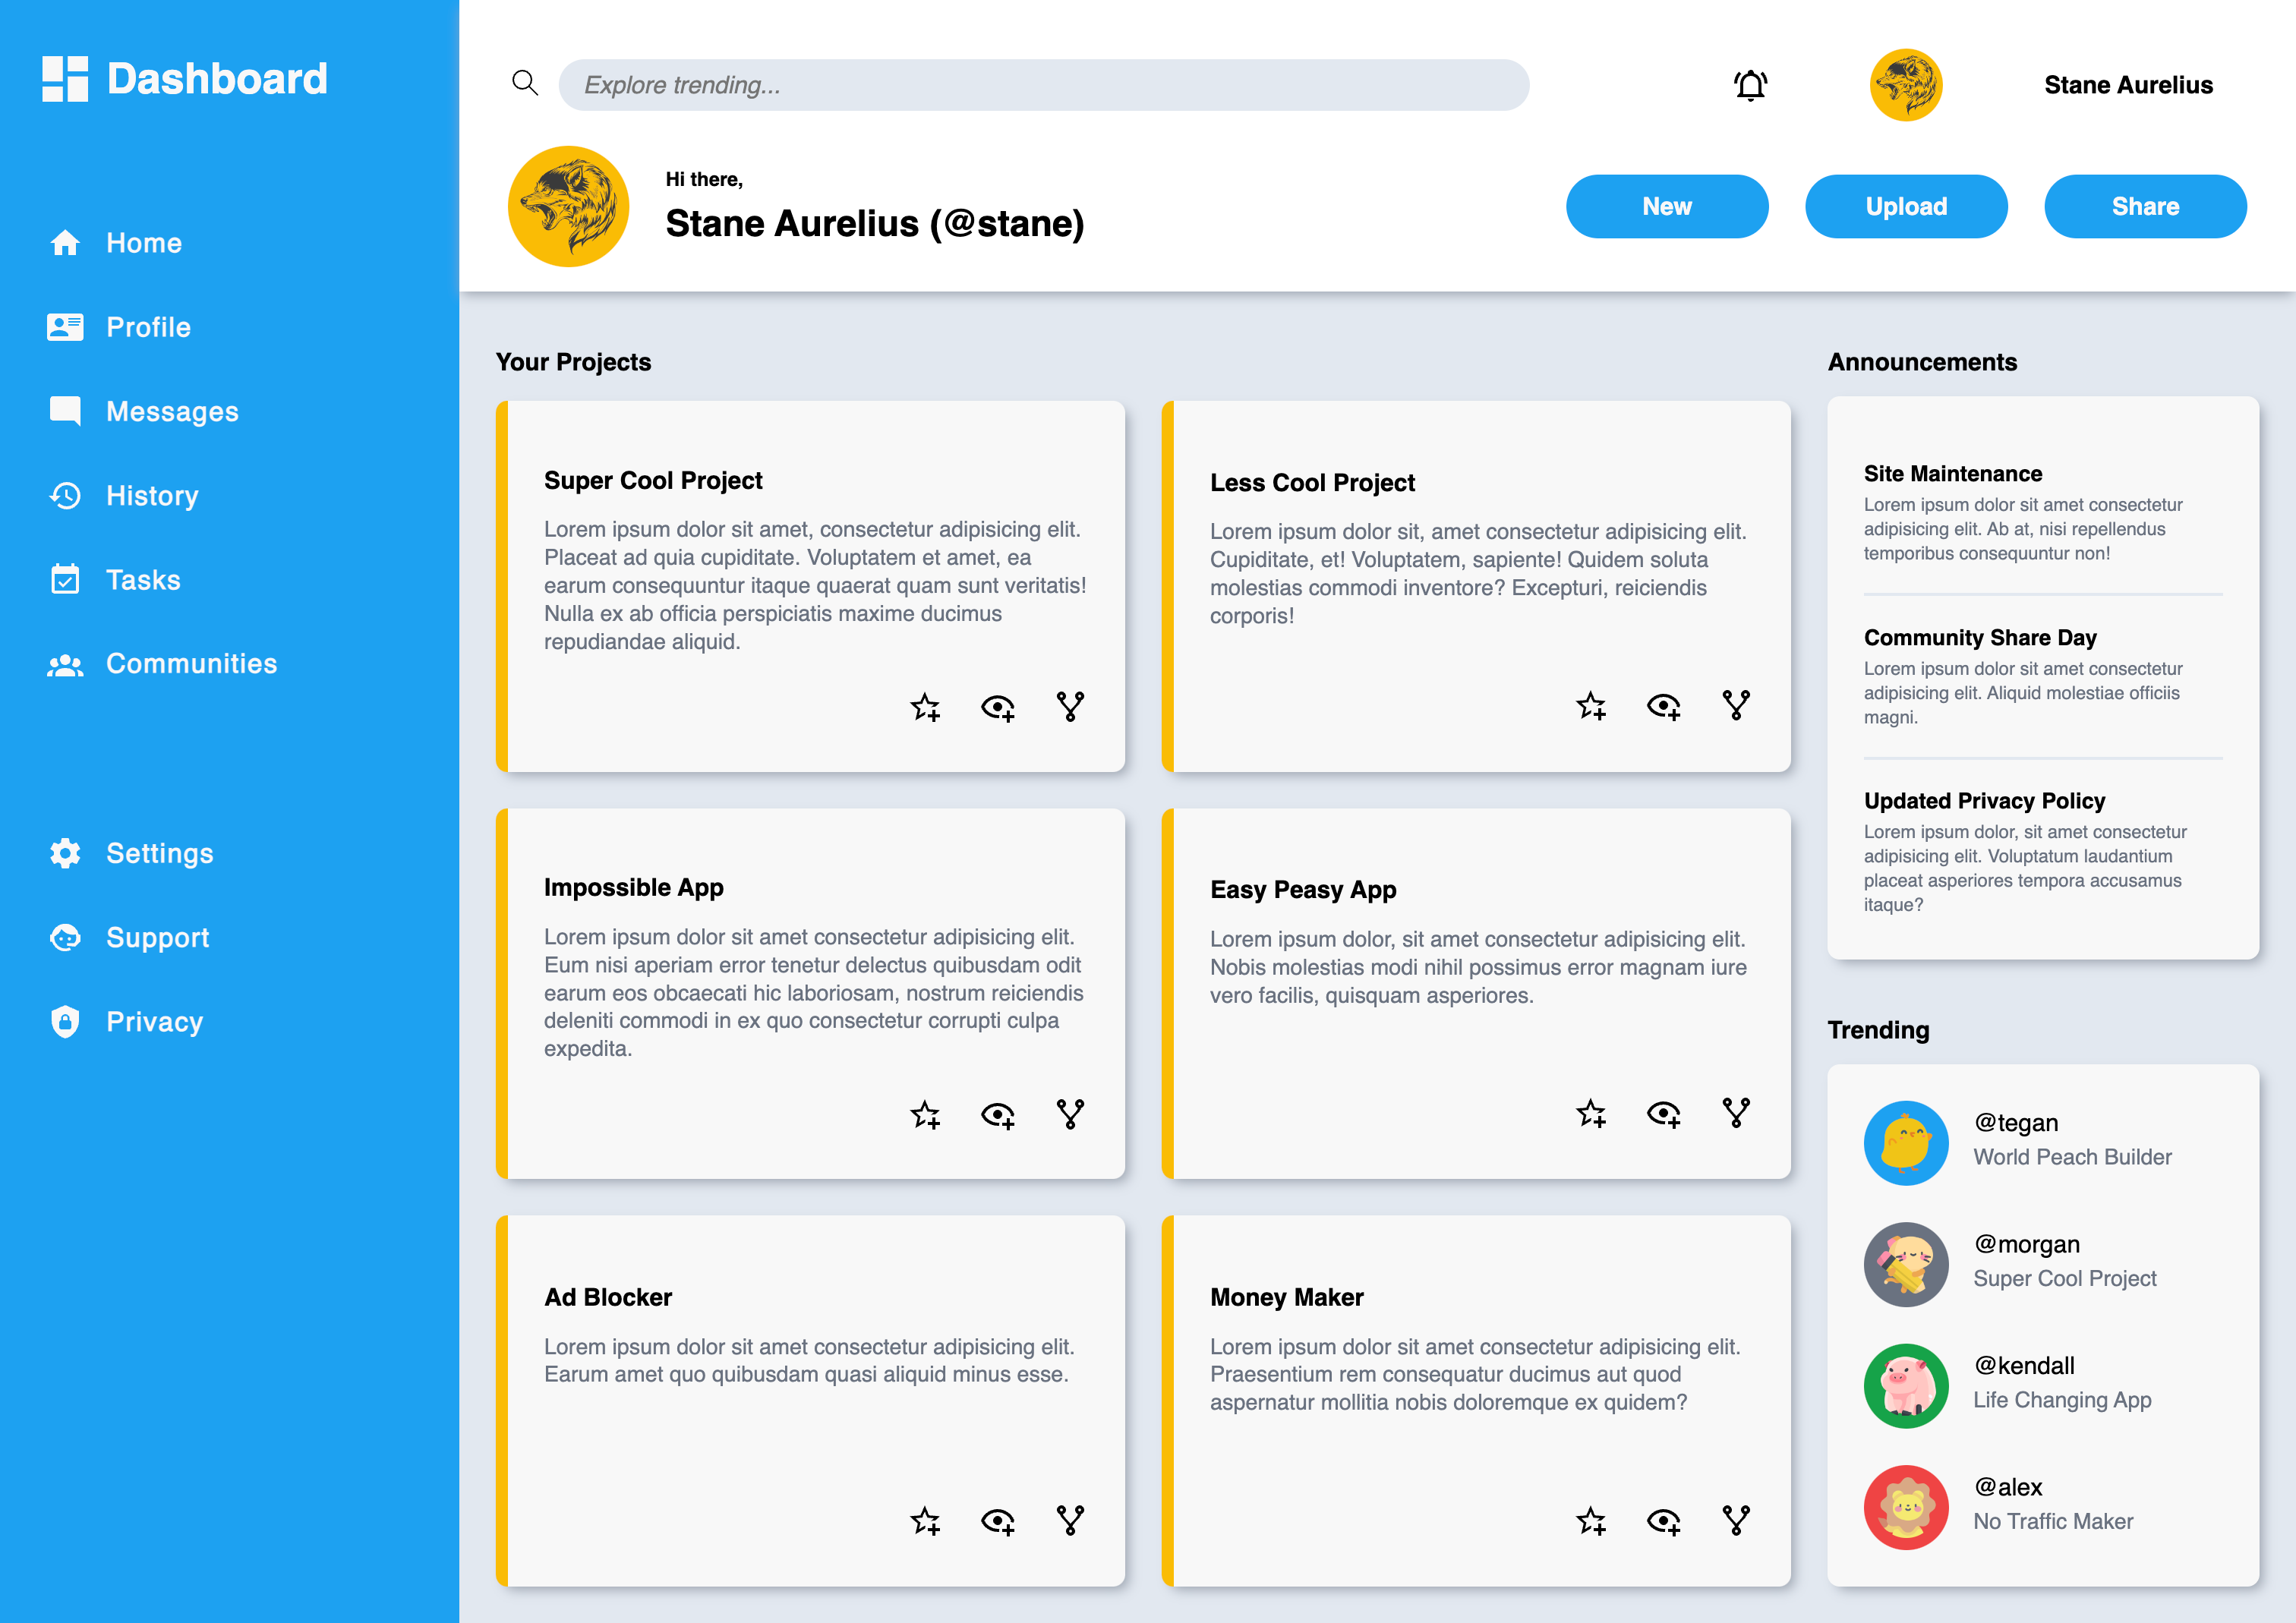 Dashboard
Home
Profile
Messages
History
Tasks
Communities
Settings
Support
Privacy
Explore trending...
Stane Aurelius
Hi there,
Stane Aurelius (@stane)
New
Upload
Share
Your Projects
Super Cool Project
Lorem ipsum dolor sit amet, consectetur adipisicing elit.
Placeat ad quia cupiditate. Voluptatem et amet, ea
earum consequuntur itaque quaerat quam sunt veritatis!
Nulla ex ab officia perspiciatis maxime ducimus
repudiandae aliquid.
Less Cool Project
Lorem ipsum dolor sit, amet consectetur adipisicing elit.
Cupiditate, et! Voluptatem, sapiente! Quidem soluta
molestias commodi inventore? Excepturi, reiciendis
corporis!
Impossible App
Lorem ipsum dolor sit amet consectetur adipisicing elit.
Eum nisi aperiam error tenetur delectus quibusdam odit
earum eos obcaecati hic laboriosam, nostrum reiciendis
deleniti commodi in ex quo consectetur corrupti culpa
expedita.
Easy Peasy App
Lorem ipsum dolor, sit amet consectetur adipisicing elit.
Nobis molestias modi nihil possimus error magnam iure
vero facilis, quisquam asperiores.
Ad Blocker
Lorem ipsum dolor sit amet consectetur adipisicing elit.
Earum amet quo quibusdam quasi aliquid minus esse.
Money Maker
Lorem ipsum dolor sit amet consectetur adipisicing elit.
Praesentium rem consequatur ducimus aut quod
aspernatur mollitia nobis doloremque ex quidem?
Announcements
Site Maintenance
Lorem ipsum dolor sit amet consectetur
adipisicing elit. Ab at, nisi repellendus
temporibus consequuntur non!
Community Share Day
Lorem ipsum dolor sit amet consectetur
adipisicing elit. Aliquid molestiae officiis
magni.
Updated Privacy Policy
Lorem ipsum dolor, sit amet consectetur
adipisicing elit. Voluptatum laudantium
placeat asperiores tempora accusamus
itaque?
Trending
@tegan
World Peach Builder
@morgan
Super Cool Project
@kendall
Life Changing App
@alex
No Traffic Maker